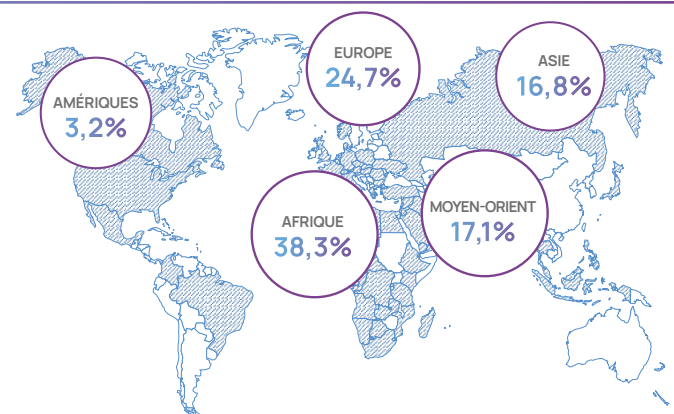 EUROPE
24,7%
ASIE
16,8%
AMÉRIQUES
3,2%
AFRIQUE
38,3%
MOYEN-ORIENT
17,1%